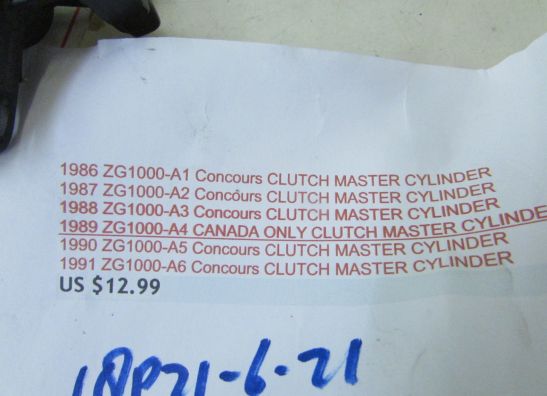 1986 ZG1000-A1 Concours CLUTCH MASTER CYLINDER
1987 ZG1000-A2 Concours CLUTCH MASTER CYLINDER
1988 ZG1000-A3 Concours CLUTCH MASTER CYLINDER
1989 ZG1000-A4 CANADA ONLY CLUTCH MASTER CYLINDE
1990 ZG1000-A5 Concours CLUTCH MASTER CYLINDER
1991 ZG1000-A6 Concours CLUTCH MASTER CYLINDER
US $12.99